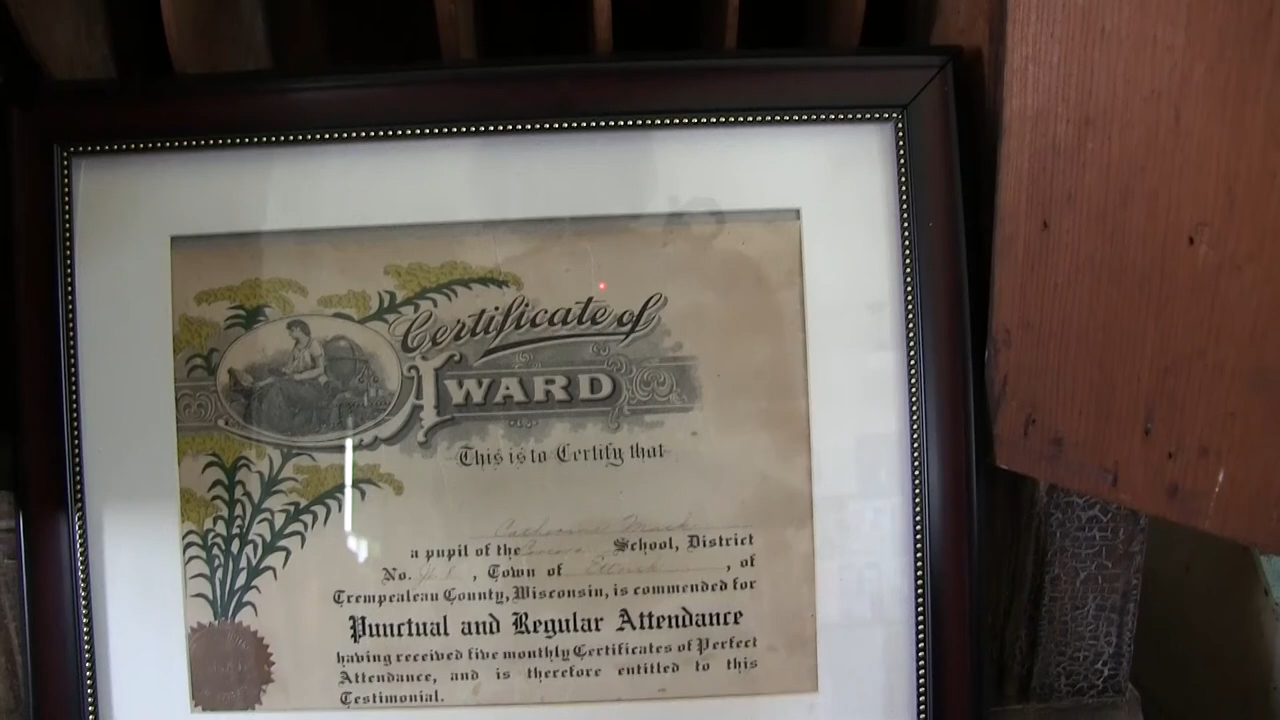 Certificate of
AWARD
This is to Certify that
Catherine
a pupil of the School, District
No. , Town of Ettrick , of
Trempealeau County, Wisconsin, is commended for
Punctual and Regular Attendance
having received five monthly Certificates of Perfect
Attendance, and is therefore entitled to this
Testimonial.